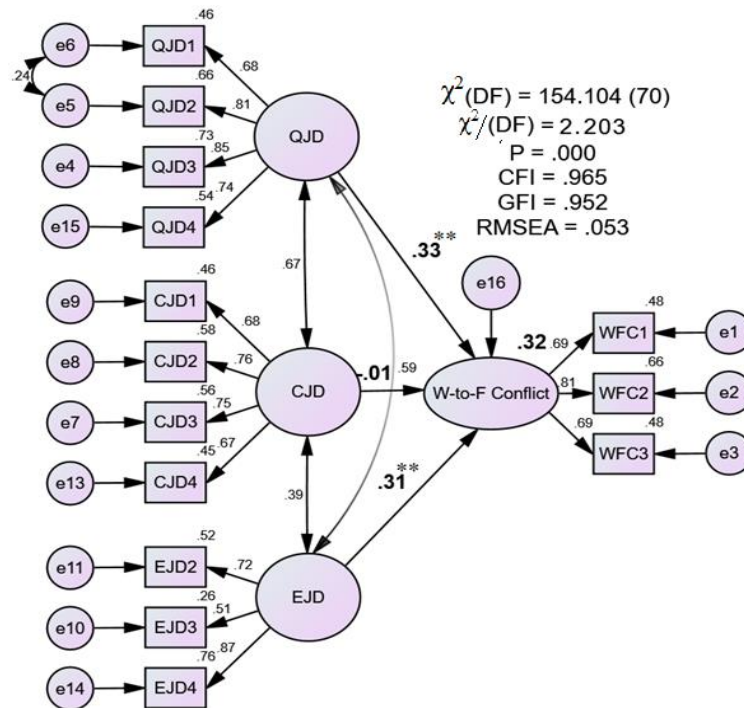 .46
e6
QJD1
.68
.24
.66
e5
QJD2
.81
.73
e4
QJD3
.85
QJD
.54
.74
e15
QJD4
χ²(DF) = 154.104 (70)
χ²/(DF) = 2.203
P = .000
CFI = .965
GFI = .952
RMSEA = .053
.67
.33**
e16
.46
e9
CJD1
.68
.58
e8
CJD2
.76
.56
e7
CJD3
.75
CJD
.45
.67
e13
CJD4
-.01
.59
W-to-F Conflict
.32
.69
.48
WFC1
e1
.81
.66
WFC2
e2
.69
.48
WFC3
e3
.39
.31**
.52
e11
EJD2
.72
.26
e10
EJD3
.51
EJD
.76
.87
e14
EJD4